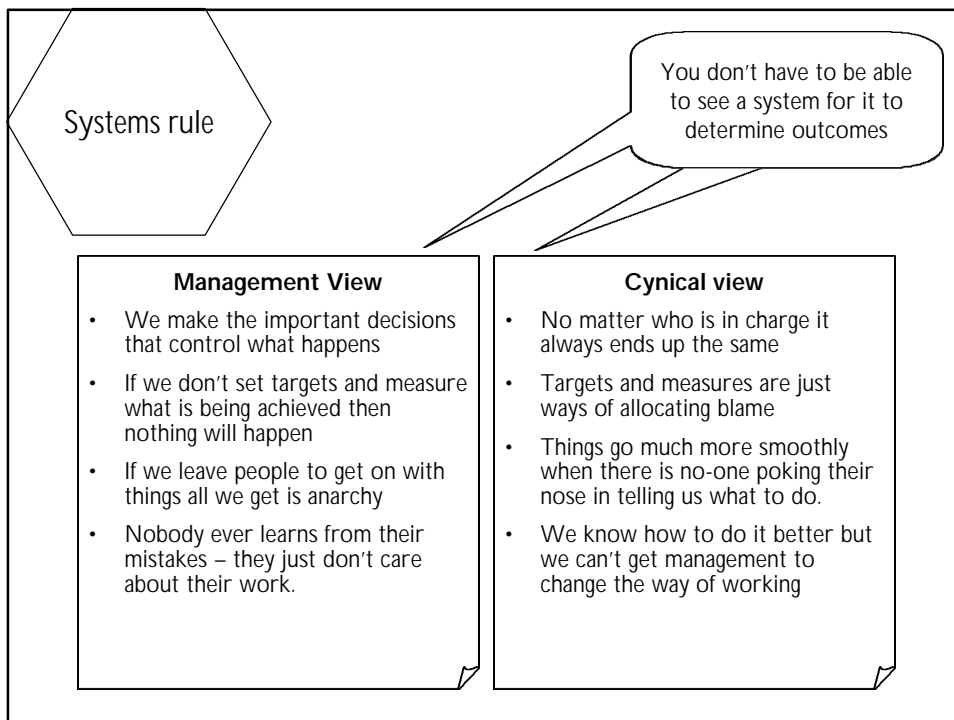 Systems rule
You don't have to be able
to see a system for it to
determine outcomes
Management View
• We make the important decisions
that control what happens
• If we don't set targets and measure
what is being achieved then
nothing will happen
• If we leave people to get on with
things all we get is anarchy
• Nobody ever learns from their
mistakes – they just don't care
about their work.
Cynical view
• No matter who is in charge it
always ends up the same
• Targets and measures are just
ways of allocating blame
• Things go much more smoothly
when there is no-one poking their
nose in telling us what to do.
• We know how to do it better but
we can't get management to
change the way of working